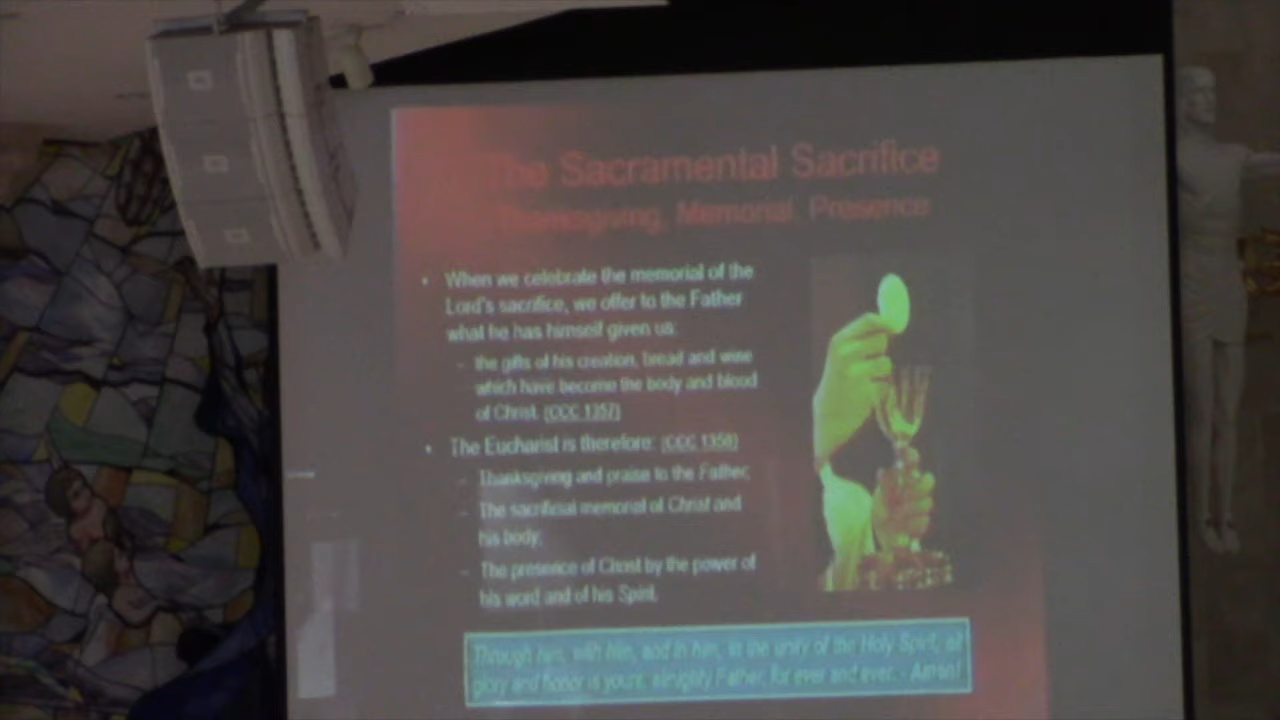 The Sacramental Sacrifice
Thanksgiving, Memorial, Presence
• When we celebrate the memorial of the
Lord's sacrifice, we offer to the Father
what he has himself given us:
– the gifts of his creation, bread and wine
which have become the body and blood
of Christ. (CCC 1357)
• The Eucharist is therefore: (CCC 1358)
– Thanksgiving and praise to the Father;
– The sacrificial memorial of Christ and
his body;
– The presence of Christ by the power of
his word and of his Spirit.
Through him, with him, and in him, in the unity of the Holy Spirit, all
glory and honor is yours, almighty Father, for ever and ever. - Amen!